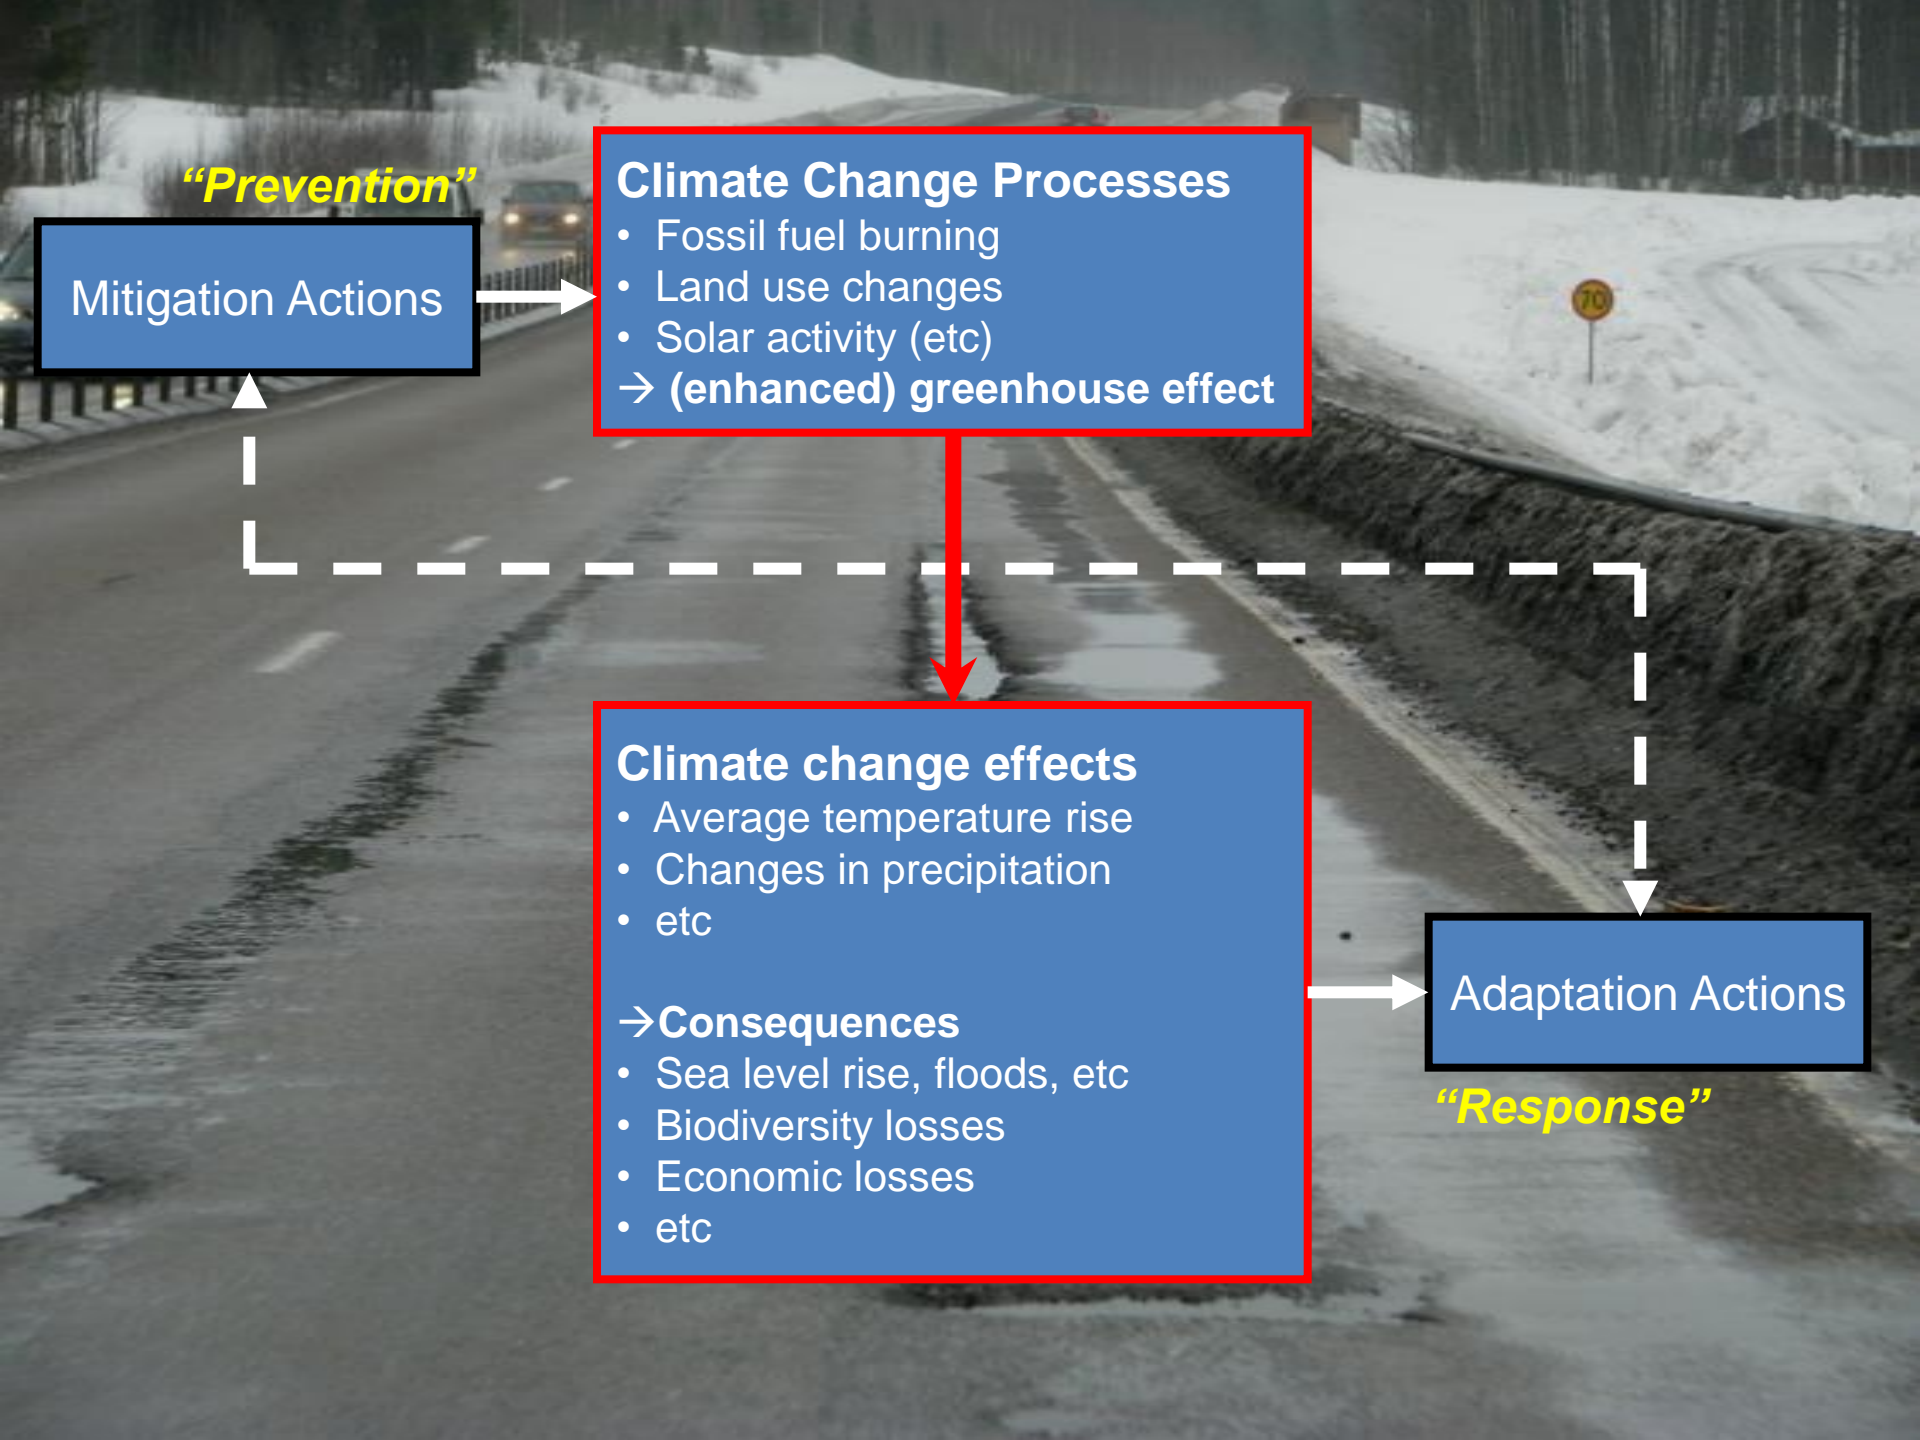 “Prevention”
Mitigation Actions
Climate Change Processes
• Fossil fuel burning
• Land use changes
• Solar activity (etc)
→ (enhanced) greenhouse effect
70
Climate change effects
• Average temperature rise
• Changes in precipitation
• etc
→Consequences
• Sea level rise, floods, etc
• Biodiversity losses
• Economic losses
• etc
Adaptation Actions
“Response”